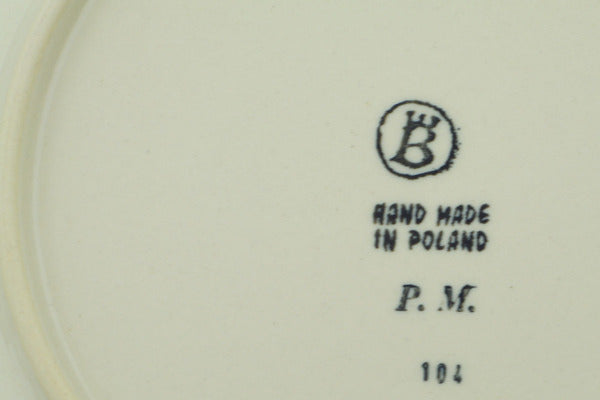 B
HAND MADE
IN POLAND
P. M.
104